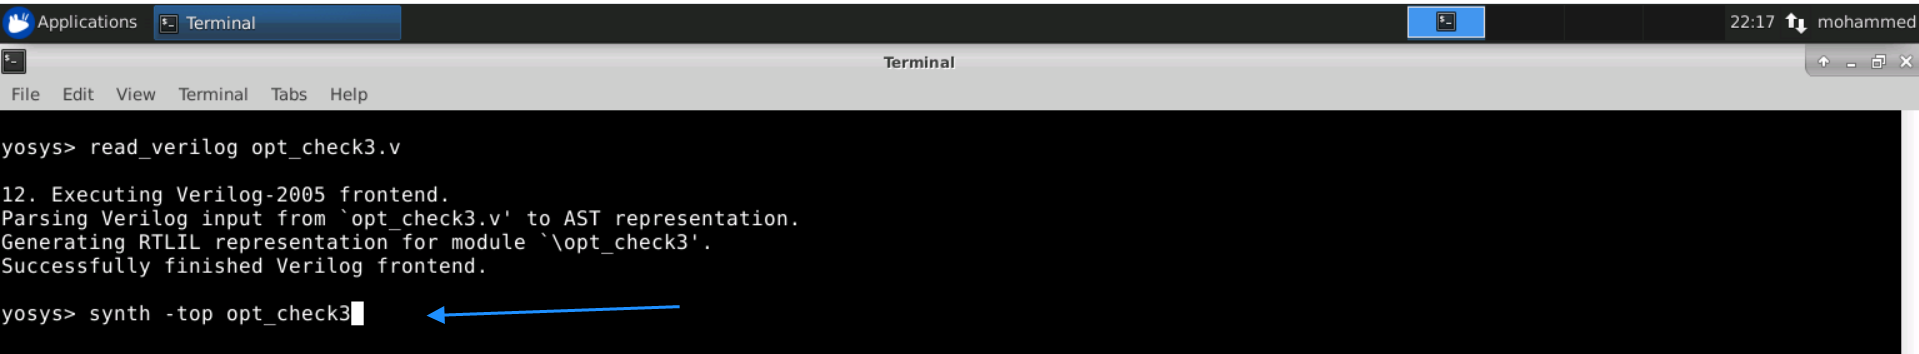 Applications Terminal 22:17 mohammed
Terminal
File Edit View Terminal Tabs Help
yosys> read_verilog opt_check3.v
12. Executing Verilog-2005 frontend.
Parsing Verilog input from `opt_check3.v' to AST representation.
Generating RTLIL representation for module `\opt_check3'.
Successfully finished Verilog frontend.
yosys> synth -top opt_check3